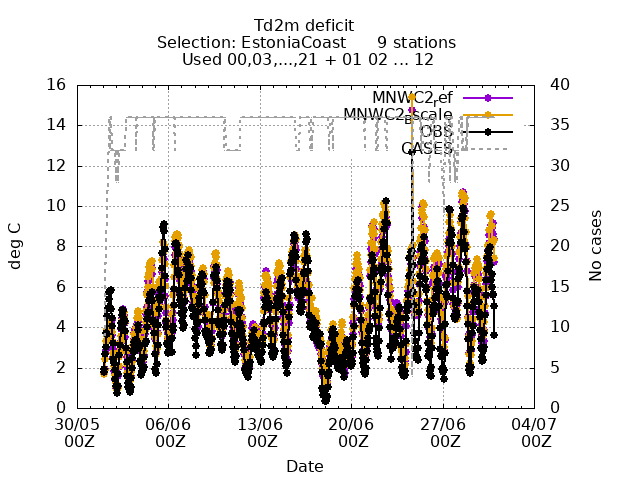 Td2m deficit
Selection: EstoniaCoast 9 stations
Used 00,03,...,21 + 01 02 ... 12
16 40
14 35
12 30
10 25
8 20
6 15
4 10
2 5
0 0
MNWC2ref
MNWC2Bscale
OBS
CASES
deg C
No cases
30/05 06/06 13/06 20/06 27/06 04/07
00Z 00Z 00Z 00Z 00Z 00Z
Date